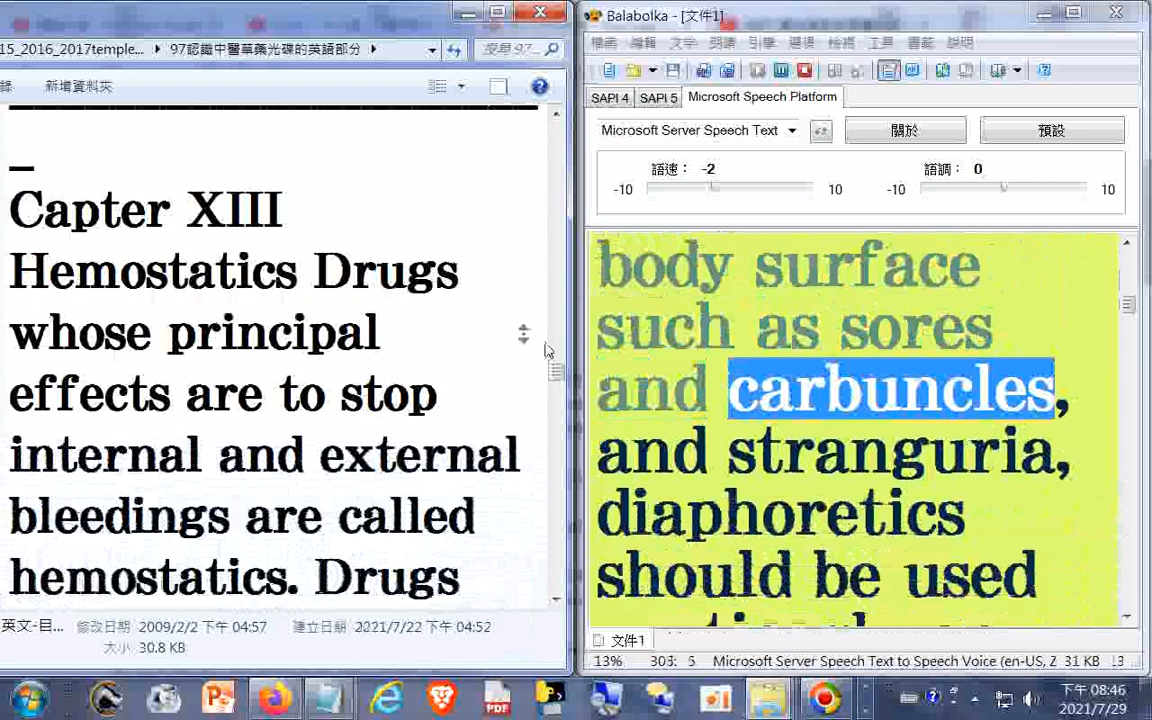 15_2016_2017temple...
97認識中醫草藥光碟的英語部分
搜尋 97...
錄
新增資料夾
Capter XIII
Hemostatics Drugs
whose principal
effects are to stop
internal and external
bleedings are called
hemostatics. Drugs
英文-目...
修改日期 2009/2/2 下午 04:57
建立日期 2021/7/22 下午 04:52
大小 30.8 KB
Balabolka - [文件1]
檔案 編輯 文字 朗讀 引擎 選項 檢視 工具 書籤 說明
SAPI 4 SAPI 5 Microsoft Speech Platform
Microsoft Server Speech Text
關於
預設
語速： -2
語調： 0
-10 10 -10 10
body surface
such as sores
and carbuncles,
and stranguria,
diaphoretics
should be used
文件1
13% 303: 5 Microsoft Server Speech Text to Speech Voice (en-US, Z 31 KB 13
下午 08:46
2021/7/29